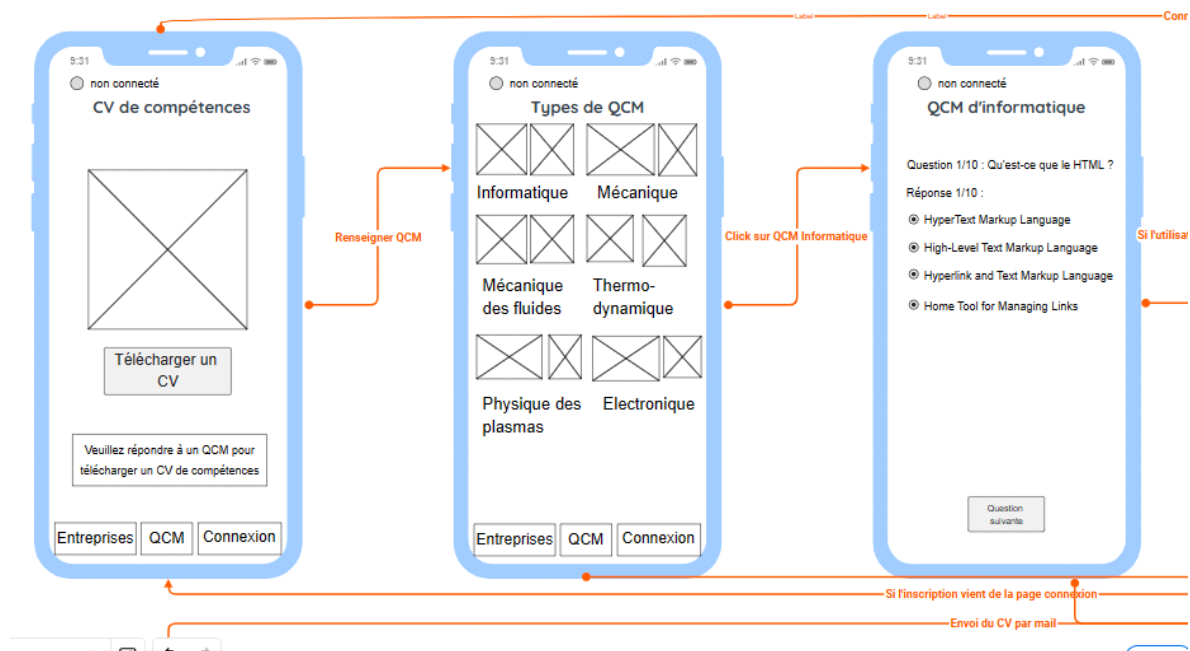 Label
Label
Conn
9:31
non connecté
CV de compétences
Télécharger un
CV
Veuillez répondre à un QCM pour
télécharger un CV de compétences
Entreprises
QCM
Connexion
Renseigner QCM
9:31
non connecté
Types de QCM
Informatique
Mécanique
Mécanique
des fluides
Thermo-
dynamique
Physique des
plasmas
Electronique
Entreprises
QCM
Connexion
Click sur QCM Informatique
9:31
non connecté
QCM d'informatique
Question 1/10 : Qu'est-ce que le HTML ?
Réponse 1/10 :
HyperText Markup Language
High-Level Text Markup Language
Hyperlink and Text Markup Language
Home Tool for Managing Links
Question
suivante
Si l'utilisat
Si l'inscription vient de la page connexion
Envoi du CV par mail